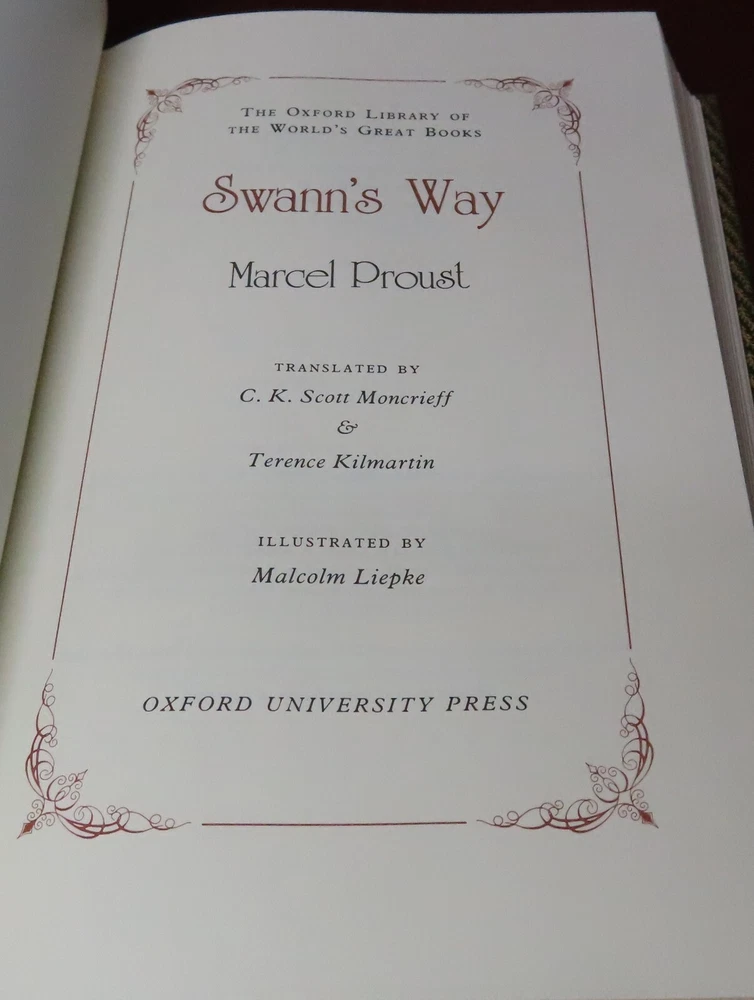 The Oxford Library of
the World's Great Books
Swann's Way
Marcel Proust
TRANSLATED BY
C. K. Scott Moncrieff
&
Terence Kilmartin
ILLUSTRATED BY
Malcolm Liepke
OXFORD UNIVERSITY PRESS